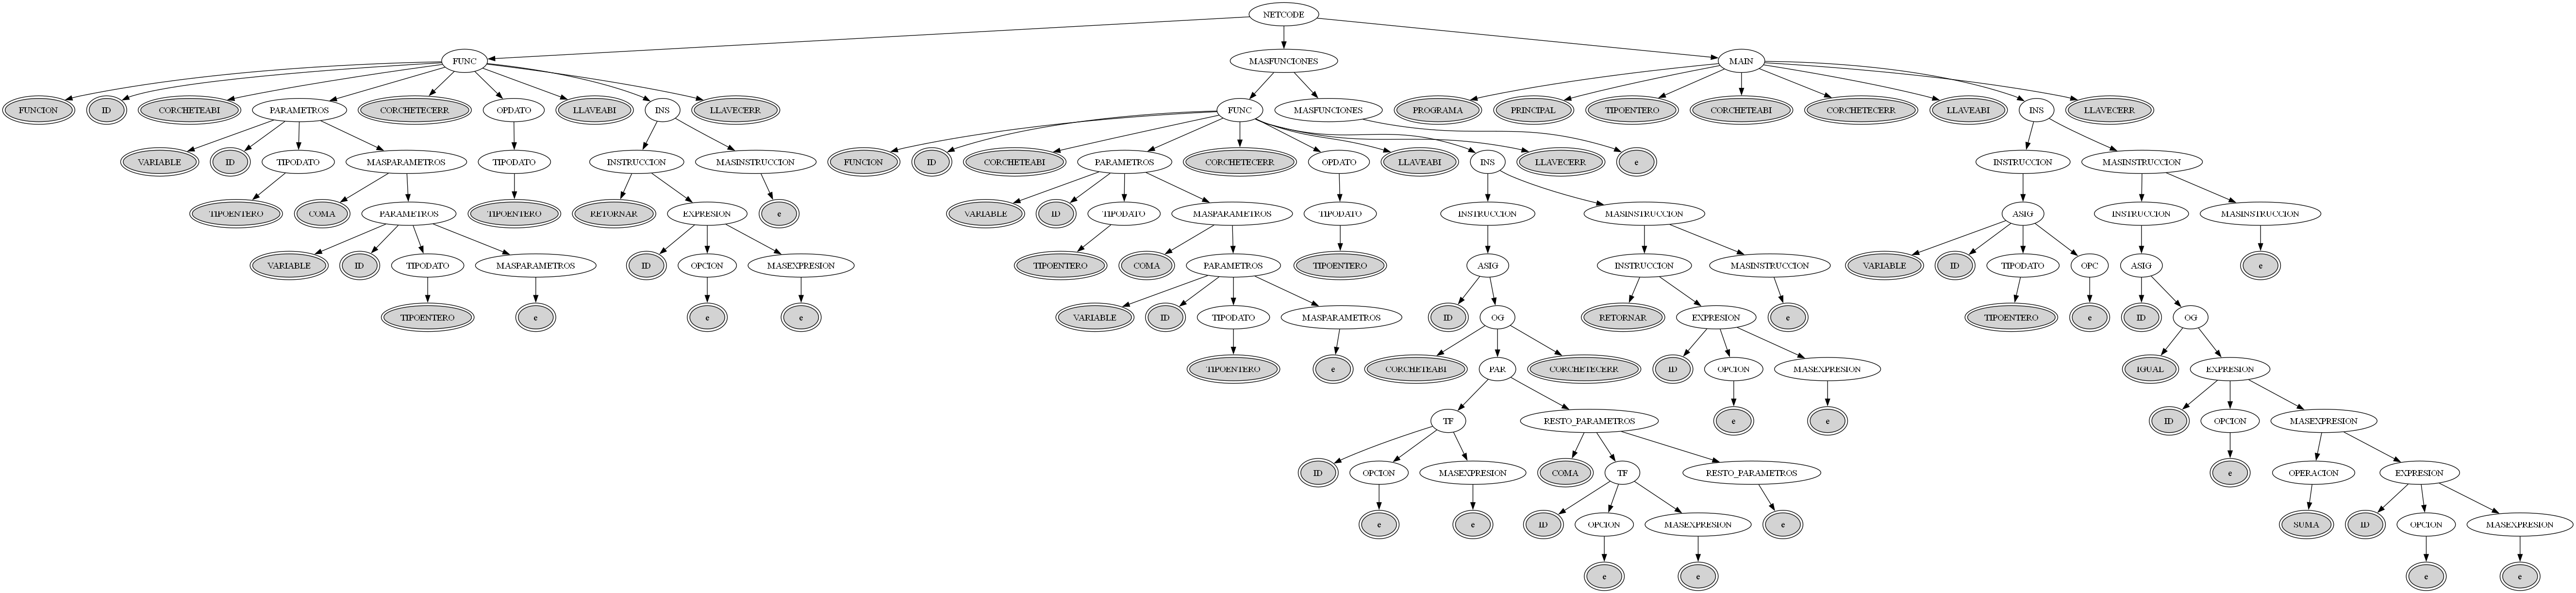 NETCODE
FUNC MASFUNCIONES MAIN
FUNCION ID CORCHETEABI PARAMETROS CORCHETECERR OPDATO LLAVEABI INS LLAVECERR FUNC MASFUNCIONES PROGRAMA PRINCIPAL TIPOENTERO CORCHETEABI CORCHETECERR LLAVEABI INS LLAVECERR
VARIABLE ID TIPODATO MASPARAMETROS TIPODATO INSTRUCCION MASINSTRUCCION FUNCION ID CORCHETEABI PARAMETROS CORCHETECERR OPDATO LLAVEABI INS LLAVECERR e INSTRUCCION MASINSTRUCCION
TIPOENTERO COMA PARAMETROS TIPOENTERO RETORNAR EXPRESION e VARIABLE ID TIPODATO MASPARAMETROS TIPODATO INSTRUCCION MASINSTRUCCION ASIG INSTRUCCION MASINSTRUCCION
VARIABLE ID TIPODATO MASPARAMETROS ID OPCION MASEXPRESION TIPOENTERO COMA PARAMETROS TIPOENTERO ASIG INSTRUCCION MASINSTRUCCION VARIABLE ID TIPODATO OPC ASIG e
TIPOENTERO e e e VARIABLE ID TIPODATO MASPARAMETROS ID OG RETORNAR EXPRESION e TIPOENTERO e ID OG
TIPOENTERO e CORCHETEABI PAR CORCHETECERR ID OPCION MASEXPRESION IGUAL EXPRESION
TF RESTO_PARAMETROS e e ID OPCION MASEXPRESION
ID OPCION MASEXPRESION COMA TF RESTO_PARAMETROS e OPERACION EXPRESION
e e ID OPCION MASEXPRESION e SUMA ID OPCION MASEXPRESION
e e e e